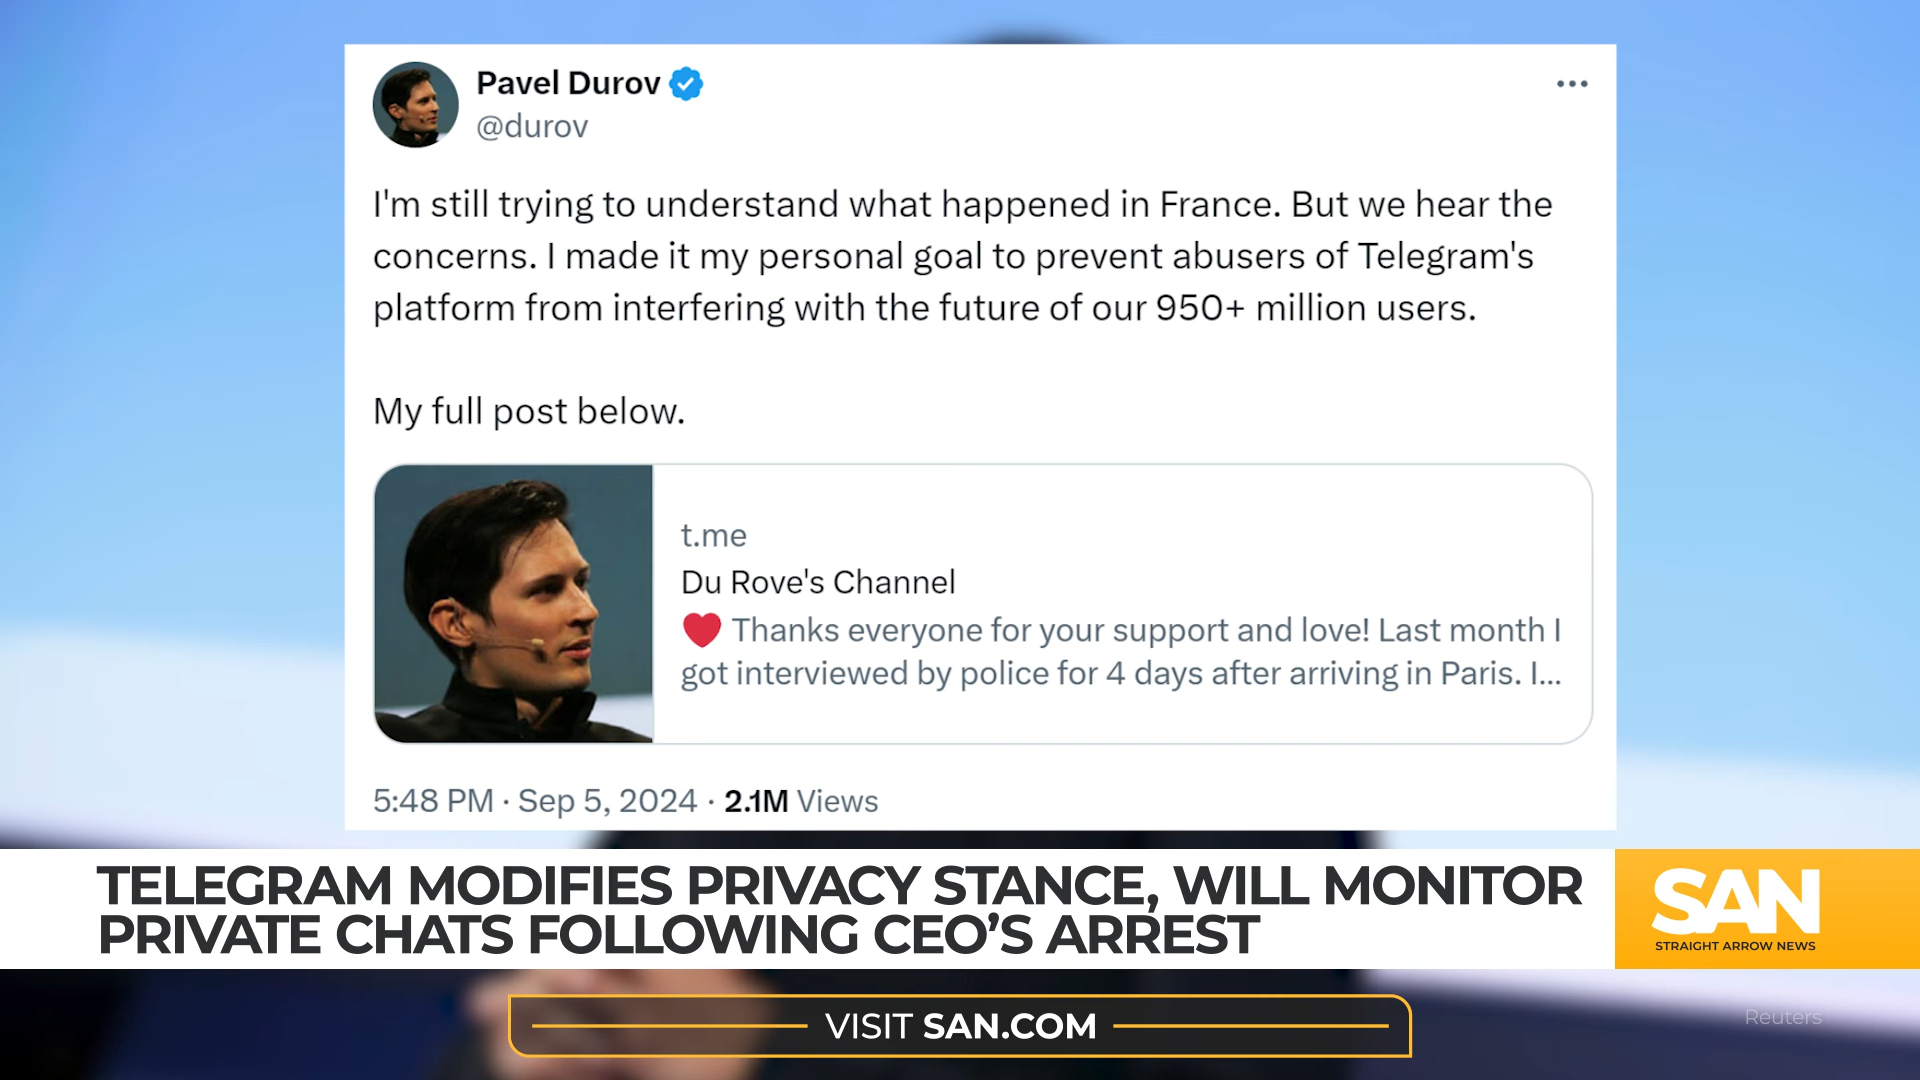 Pavel Durov
@durov
I'm still trying to understand what happened in France. But we hear the
concerns. I made it my personal goal to prevent abusers of Telegram's
platform from interfering with the future of our 950+ million users.
My full post below.
t.me
Du Rove's Channel
❤️ Thanks everyone for your support and love! Last month I
got interviewed by police for 4 days after arriving in Paris. I...
5:48 PM · Sep 5, 2024 · 2.1M Views
TELEGRAM MODIFIES PRIVACY STANCE, WILL MONITOR
PRIVATE CHATS FOLLOWING CEO’S ARREST
SAN
STRAIGHT ARROW NEWS
VISIT SAN.COM
Reuters